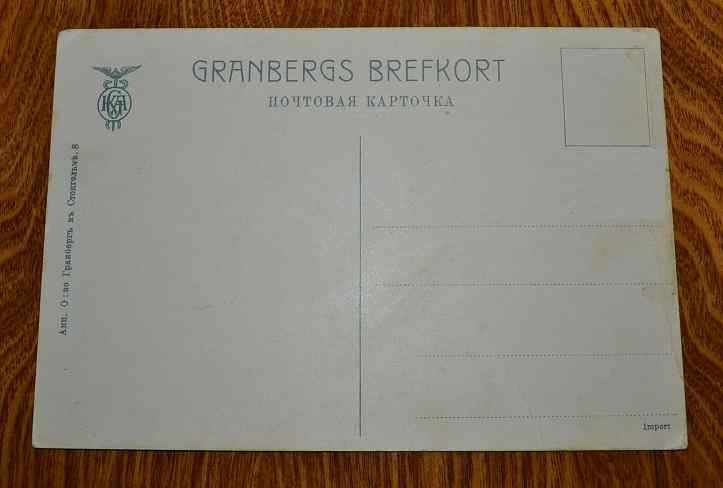 GRANBERGS BREFKORT
ПОЧТОВАЯ КАРТОЧКА
Акц. О:во Гранбергъ въ Стокгольмѣ. 8
Import